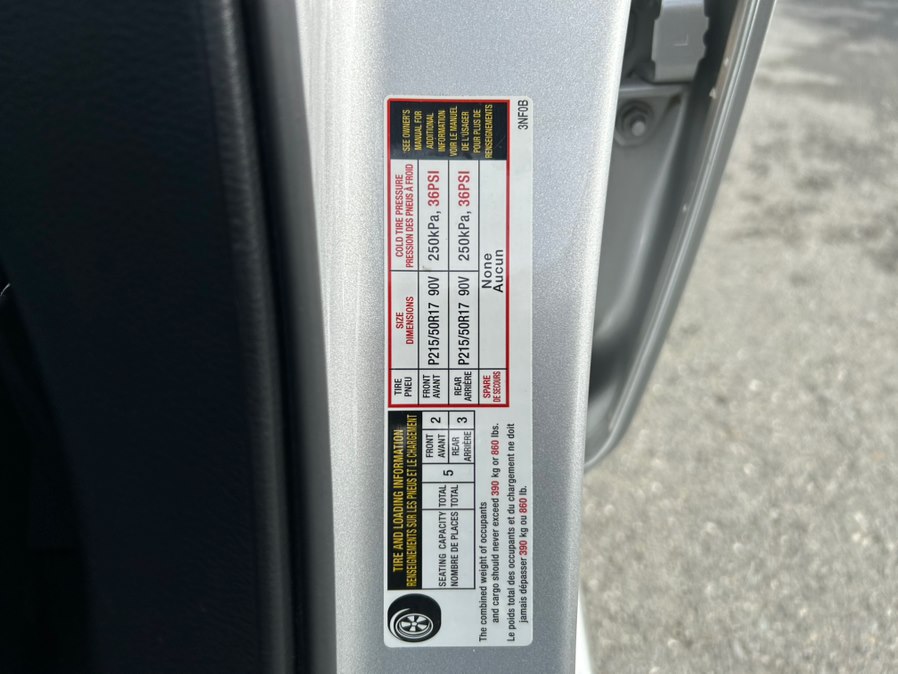 TIRE AND LOADING INFORMATION
RENSEIGNEMENTS SUR LES PNEUS ET LE CHARGEMENT
SEATING CAPACITY TOTAL 5 FRONT AVANT 2
NOMBRE DE PLACES TOTAL REAR ARRIÈRE 3
The combined weight of occupants
and cargo should never exceed 390 kg or 860 lbs.
Le poids total des occupants et du chargement ne doit
jamais dépasser 390 kg ou 860 lb.
TIRE SIZE COLD TIRE PRESSURE
PNEU DIMENSIONS PRESSION DES PNEUS À FROID
FRONT
AVANT P215/50R17 90V 250kPa, 36PSI
REAR
ARRIÈRE P215/50R17 90V 250kPa, 36PSI
SPARE None
DE SECOURS Aucun
SEE OWNER'S
MANUAL FOR
ADDITIONAL
INFORMATION
VOIR LE MANUEL
DE L'USAGER
POUR PLUS DE
RENSEIGNEMENTS
3NF0B
L